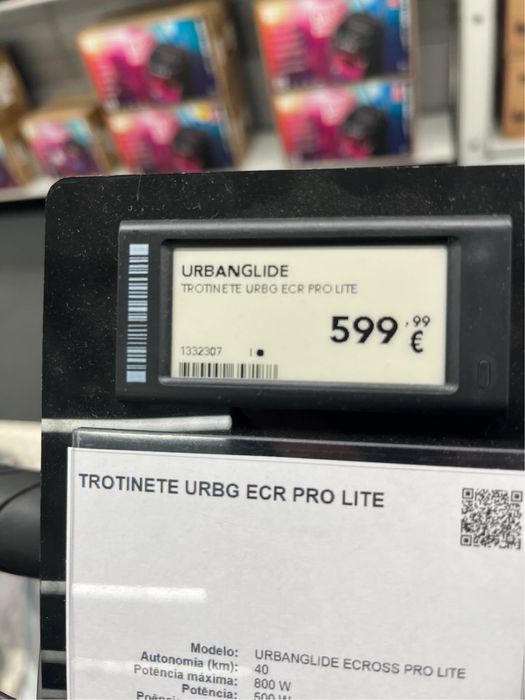 URBANGLIDE
TROTINETE URBG ECR PRO LITE
599,99
€
1332307
TROTINETE URBG ECR PRO LITE
Modelo: URBANGLIDE ECROSS PRO LITE
Autonomia (km): 40
Potência máxima: 800 W
Potência: 500 W